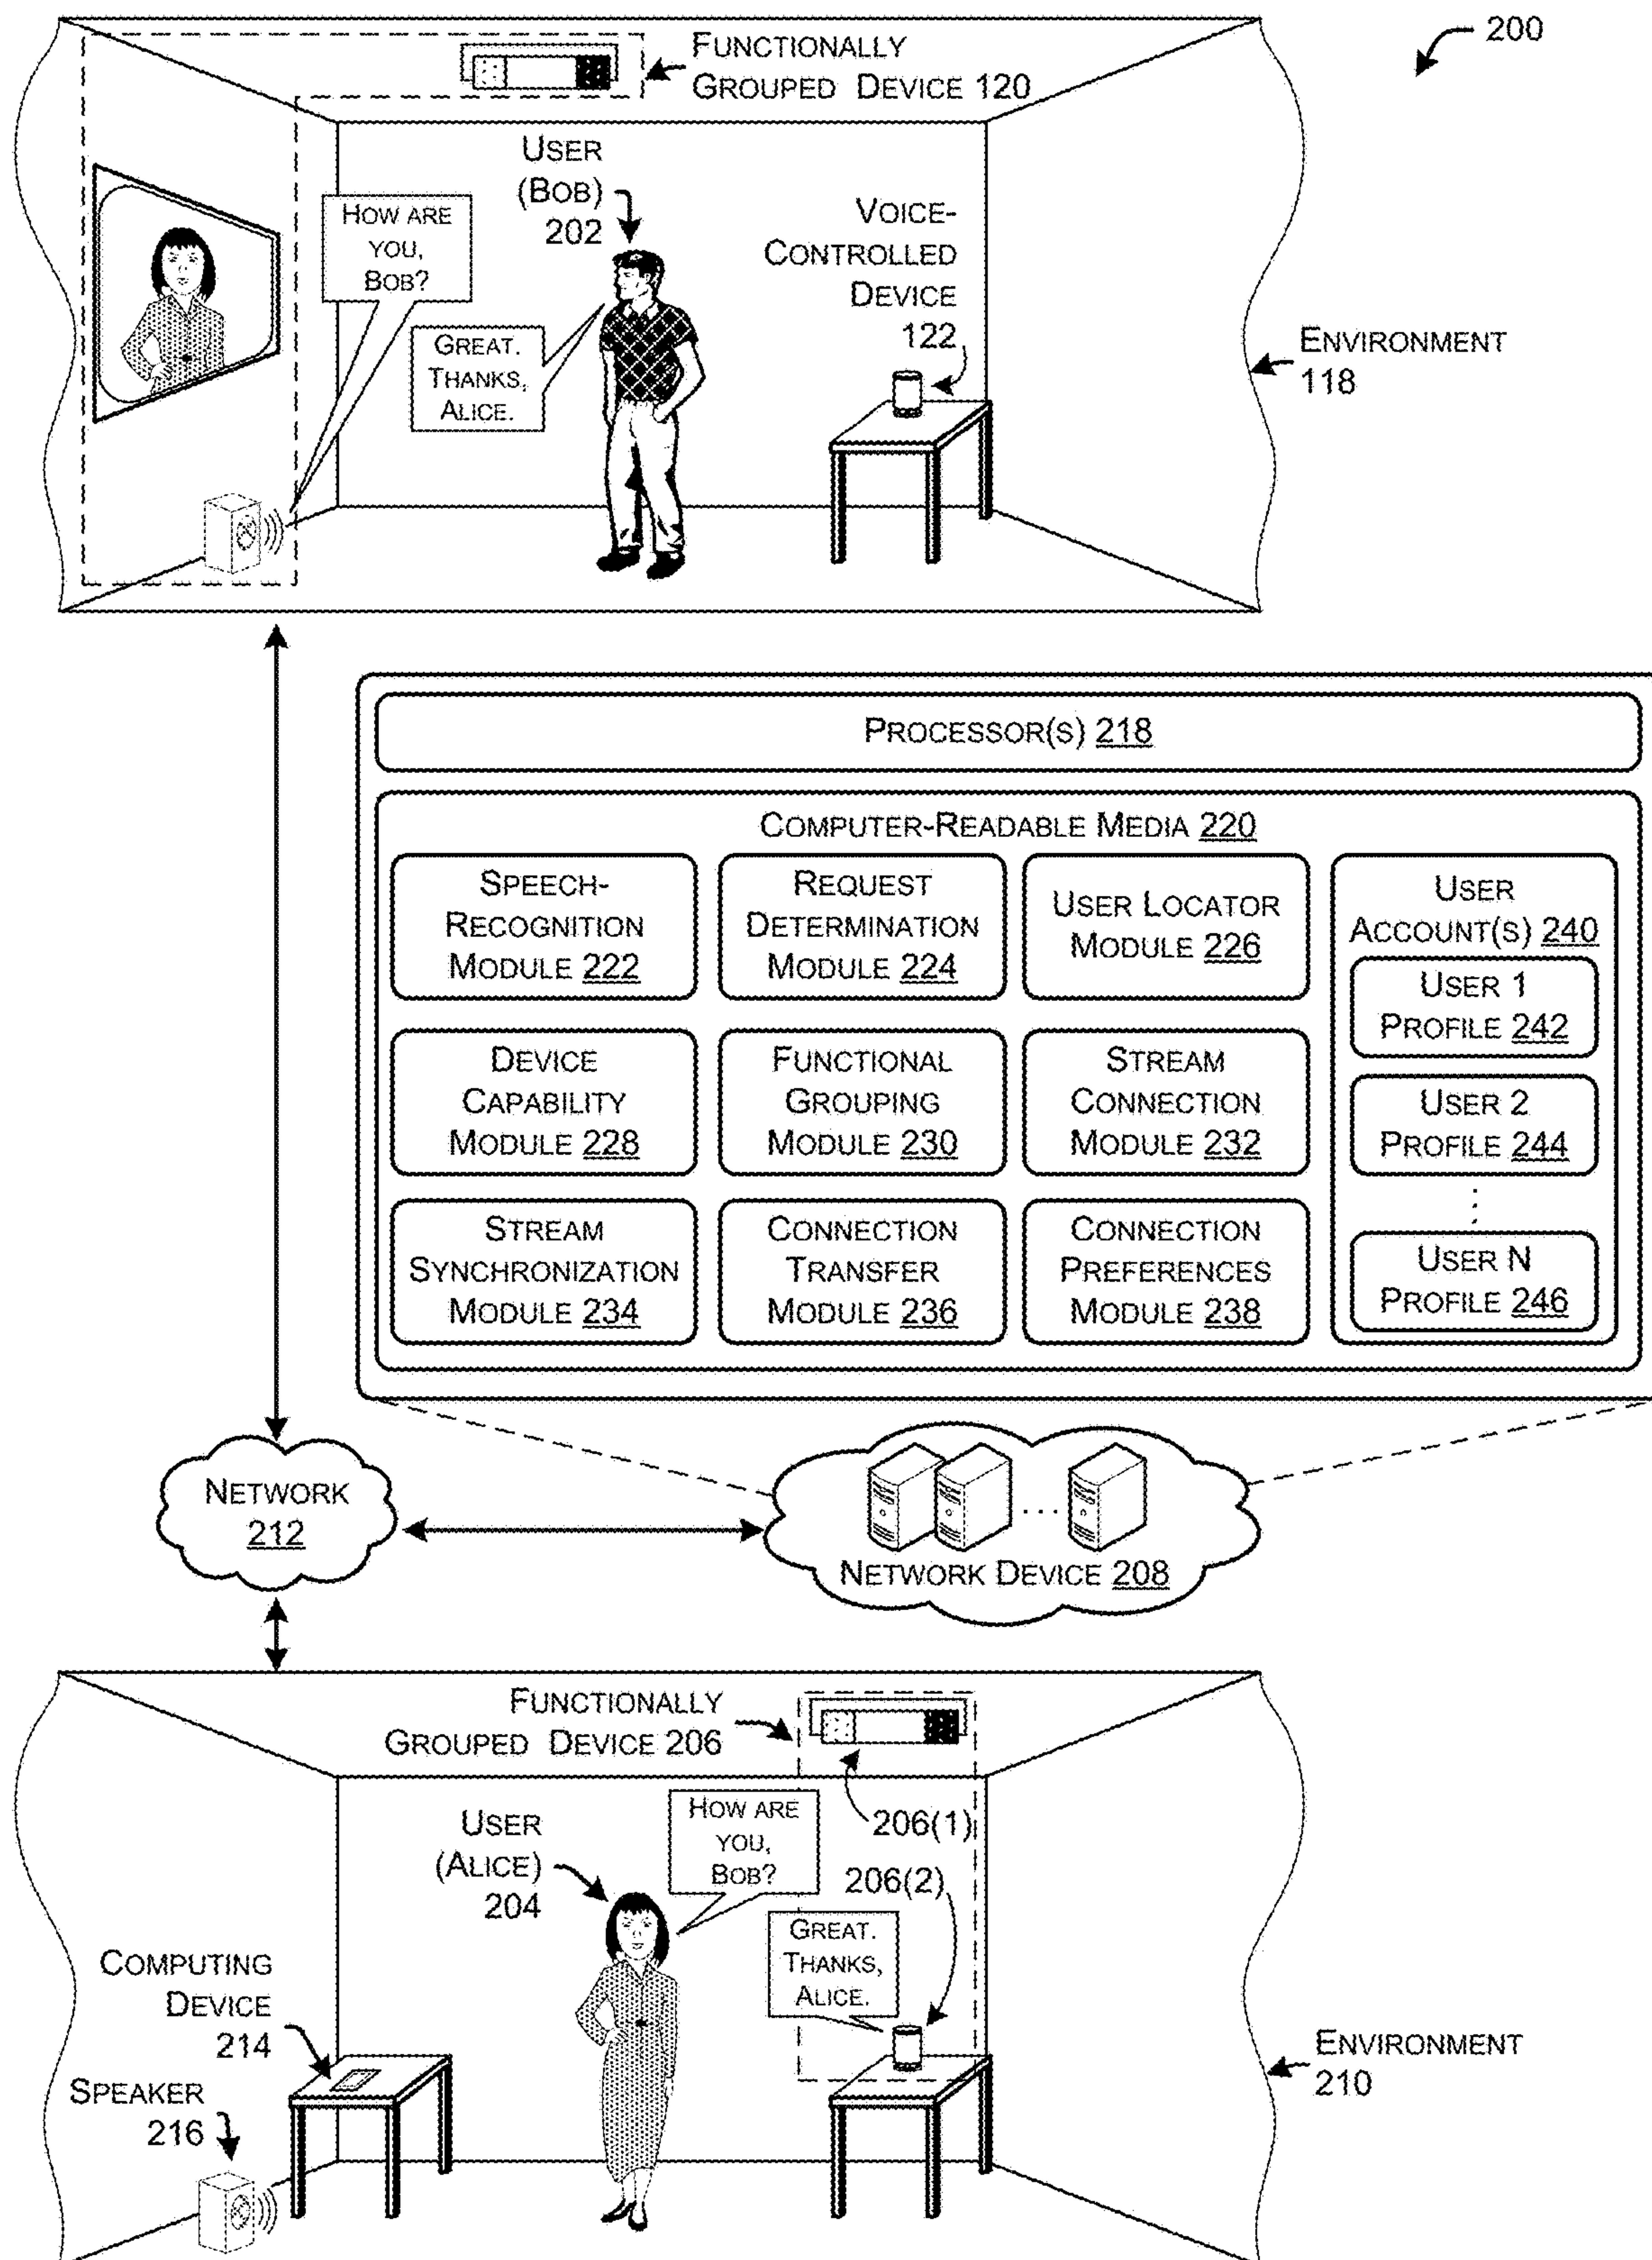 200
FUNCTIONALLY
GROUPED DEVICE 120
USER
(BOB)
202
HOW ARE
YOU,
BOB?
GREAT.
THANKS,
ALICE.
VOICE-
CONTROLLED
DEVICE
122
ENVIRONMENT
118
PROCESSOR(S) 218
COMPUTER-READABLE MEDIA 220
SPEECH-
RECOGNITION
MODULE 222
REQUEST
DETERMINATION
MODULE 224
USER LOCATOR
MODULE 226
DEVICE
CAPABILITY
MODULE 228
FUNCTIONAL
GROUPING
MODULE 230
STREAM
CONNECTION
MODULE 232
STREAM
SYNCHRONIZATION
MODULE 234
CONNECTION
TRANSFER
MODULE 236
CONNECTION
PREFERENCES
MODULE 238
USER
ACCOUNT(S) 240
USER 1
PROFILE 242
USER 2
PROFILE 244
⋮
USER N
PROFILE 246
NETWORK
212
...
NETWORK DEVICE 208
FUNCTIONALLY
GROUPED DEVICE 206
206(1)
HOW ARE
YOU,
BOB?
USER
(ALICE)
204
206(2)
GREAT.
THANKS,
ALICE.
COMPUTING
DEVICE
214
SPEAKER
216
ENVIRONMENT
210